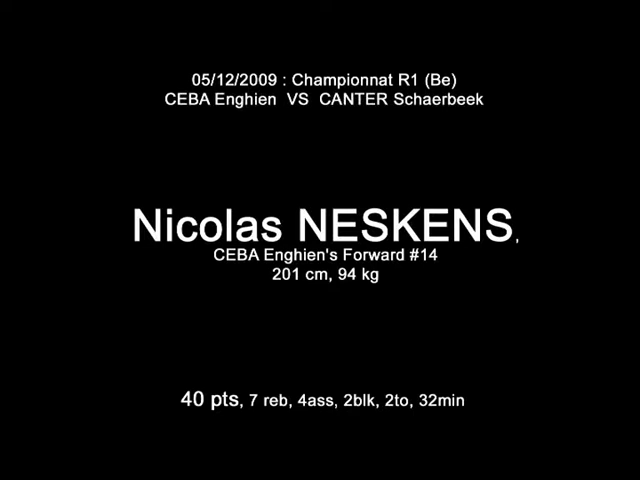 05/12/2009 : Championnat R1 (Be)
CEBA Enghien VS CANTER Schaerbeek
Nicolas NESKENS,
CEBA Enghien's Forward #14
201 cm, 94 kg
40 pts, 7 reb, 4ass, 2blk, 2to, 32min